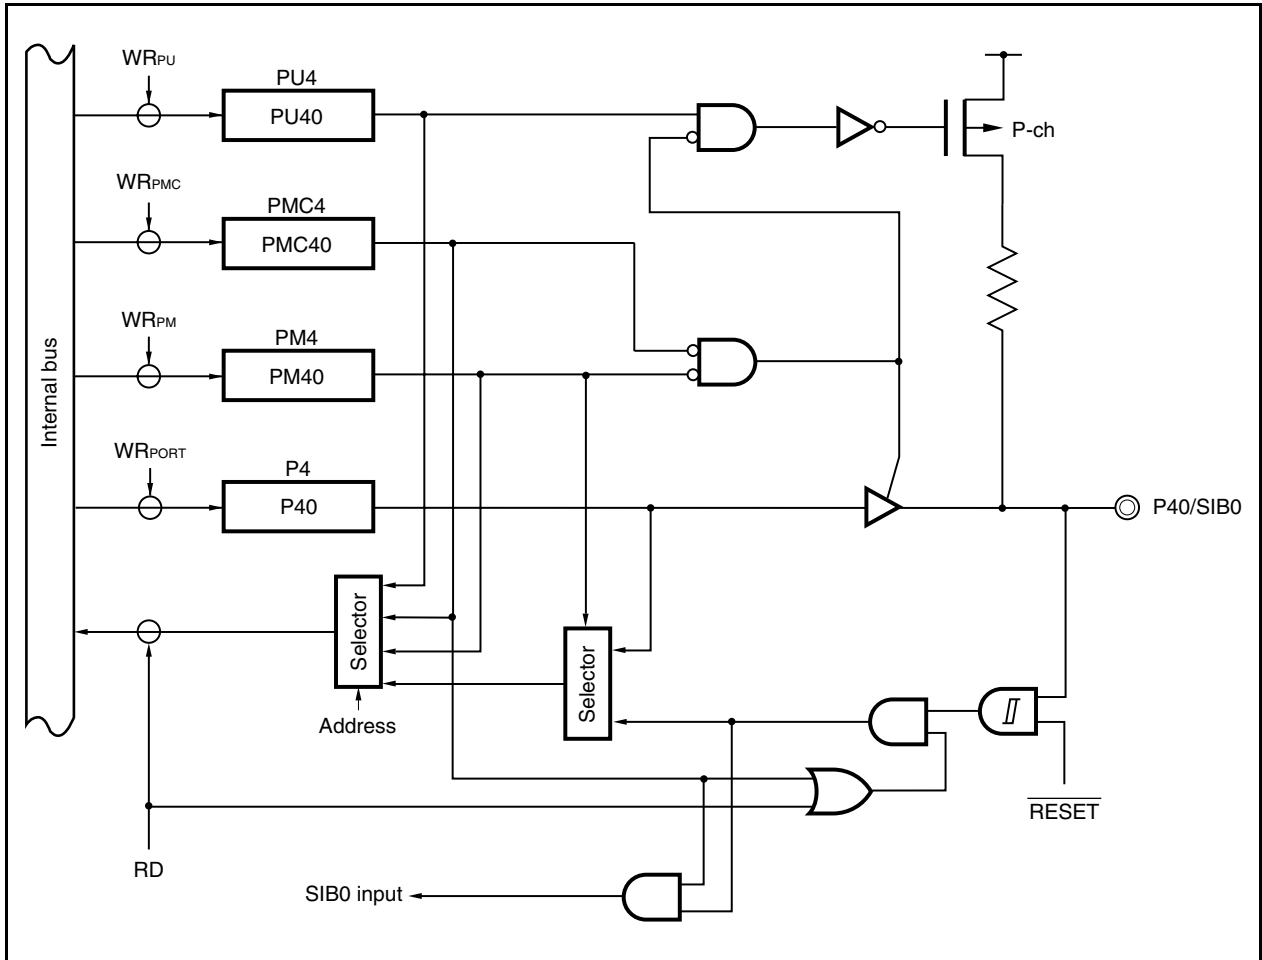 WRPU
PU4
PU40
P-ch
WRPMC
PMC4
PMC40
WRPM
PM4
PM40
Internal bus
WRPORT
P4
P40
P40/SIB0
Selector
Selector
Address
RESET
RD
SIB0 input